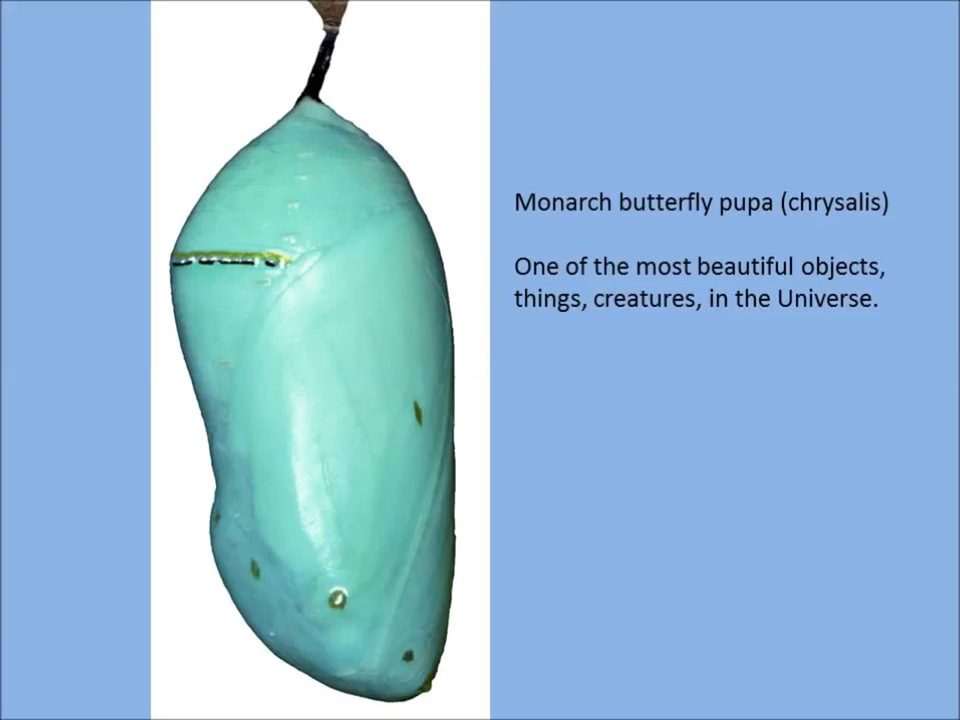 Monarch butterfly pupa (chrysalis)
One of the most beautiful objects,
things, creatures, in the Universe.